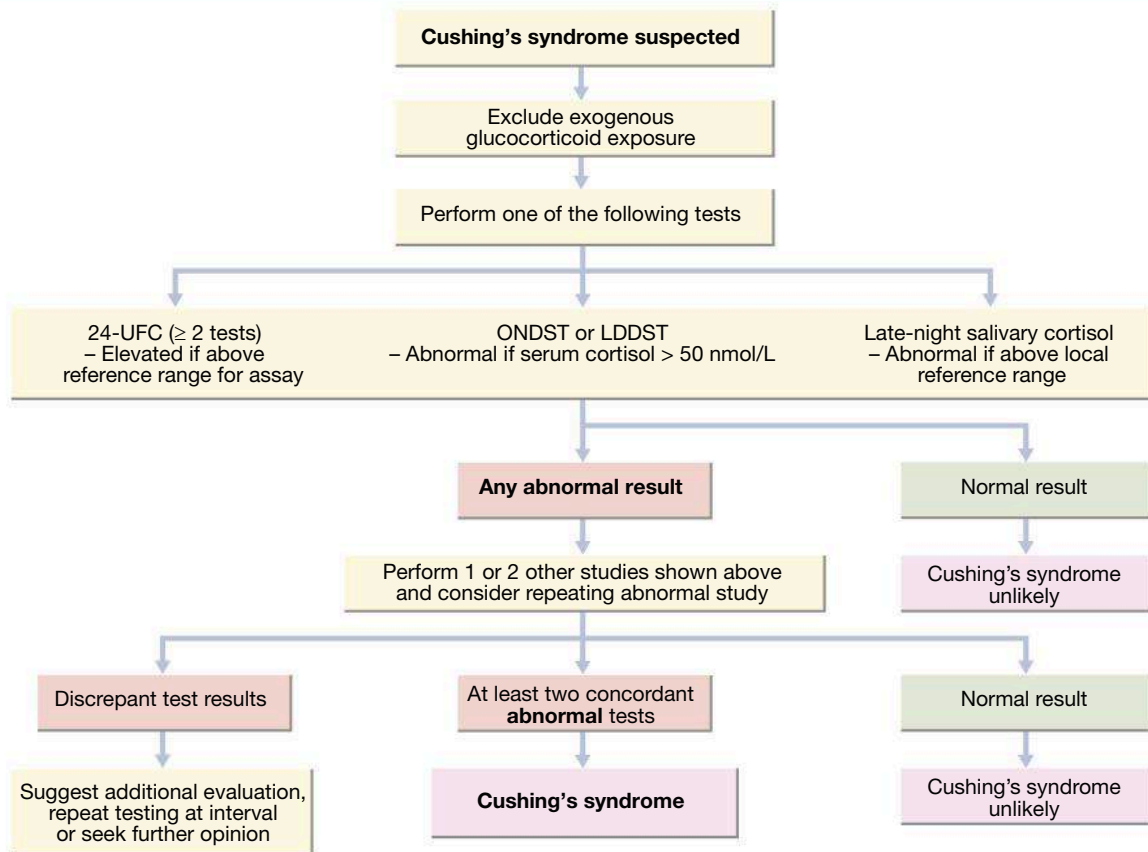 Cushing's syndrome suspected
Exclude exogenous
glucocorticoid exposure
Perform one of the following tests
24-UFC (≥ 2 tests)
– Elevated if above
reference range for assay
ONDST or LDDST
– Abnormal if serum cortisol > 50 nmol/L
Late-night salivary cortisol
– Abnormal if above local
reference range
Any abnormal result
Normal result
Perform 1 or 2 other studies shown above
and consider repeating abnormal study
Cushing's syndrome
unlikely
Discrepant test results
At least two concordant
abnormal tests
Normal result
Suggest additional evaluation,
repeat testing at interval
or seek further opinion
Cushing's syndrome
Cushing's syndrome
unlikely